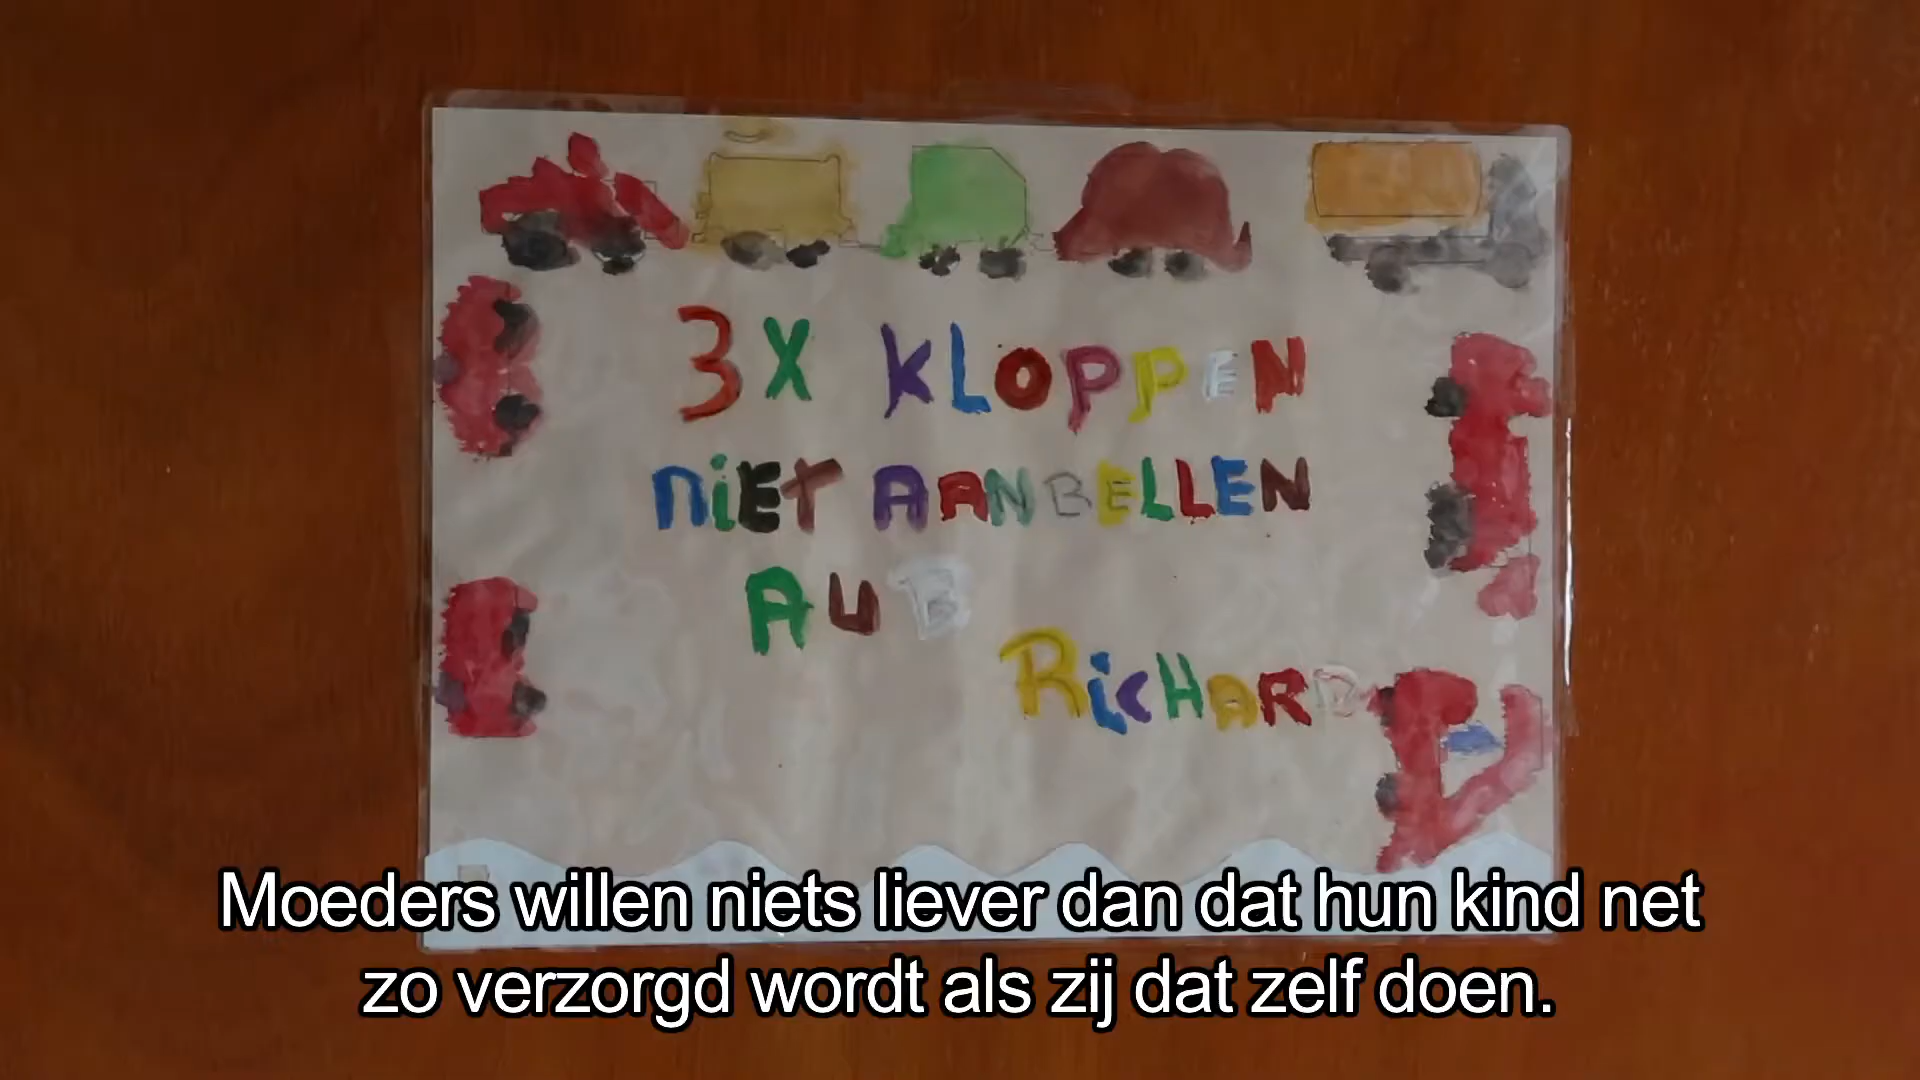 3X KLOPPEN
NIET AANBELLEN
AUB
RICHARD
Moeders willen niets liever dan dat hun kind net
zo verzorgd wordt als zij dat zelf doen.